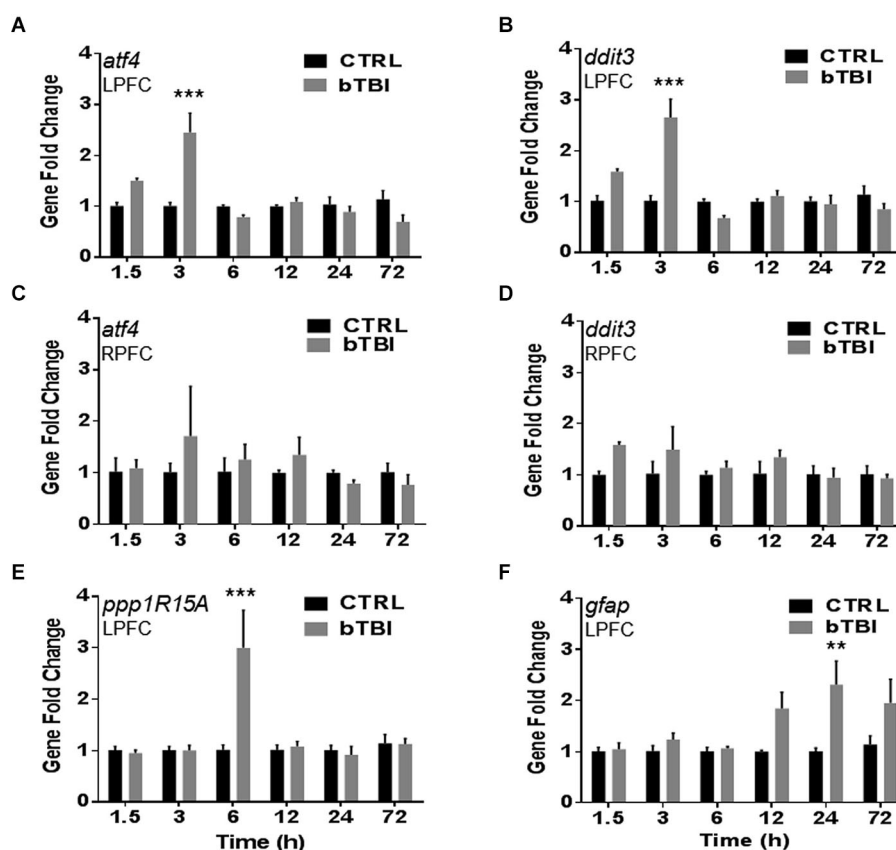 A
atf4
LPFC
CTRL
bTBI
***
Gene Fold Change
4
3
2
1
0
1.5 3 6 12 24 72
B
ddit3
LPFC
CTRL
bTBI
***
Gene Fold Change
4
3
2
1
0
1.5 3 6 12 24 72
C
atf4
RPFC
CTRL
bTBI
Gene Fold Change
4
3
2
1
0
1.5 3 6 12 24 72
D
ddit3
RPFC
CTRL
bTBI
Gene Fold Change
4
3
2
1
0
1.5 3 6 12 24 72
E
ppp1R15A
LPFC
CTRL
bTBI
***
Gene Fold Change
4
3
2
1
0
1.5 3 6 12 24 72
Time (h)
F
gfap
LPFC
CTRL
bTBI
**
Gene Fold Change
4
3
2
1
0
1.5 3 6 12 24 72
Time (h)